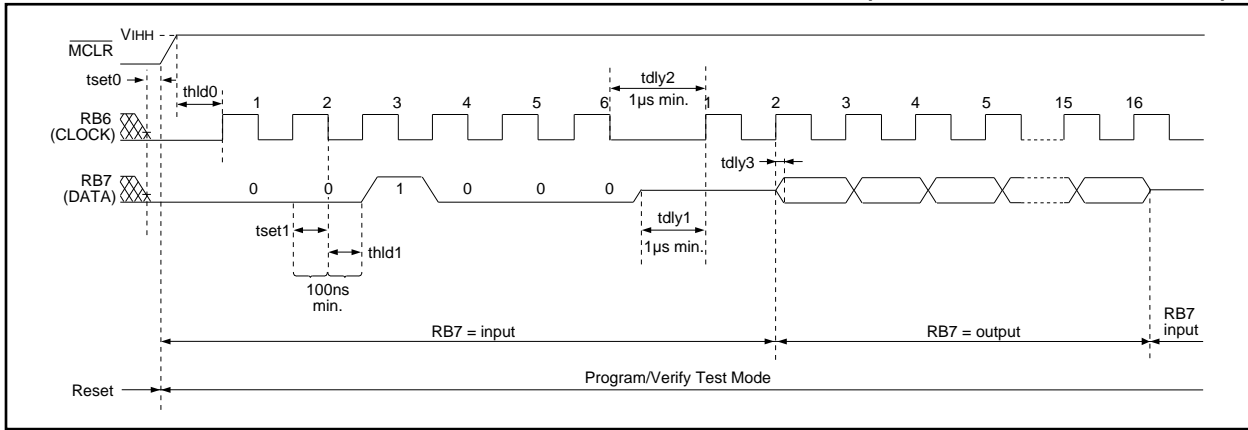 VIHH
MCLR
tset0
thld0
tdly2
1µs min.
1 2 3 4 5 6 1 2 3 4 5 15 16
RB6
(CLOCK)
tdly3
RB7
(DATA)
0 0 1 0 0 0
tset1
thld1
tdly1
1µs min.
100ns
min.
RB7 = input
RB7 = output
RB7
input
Reset
Program/Verify Test Mode